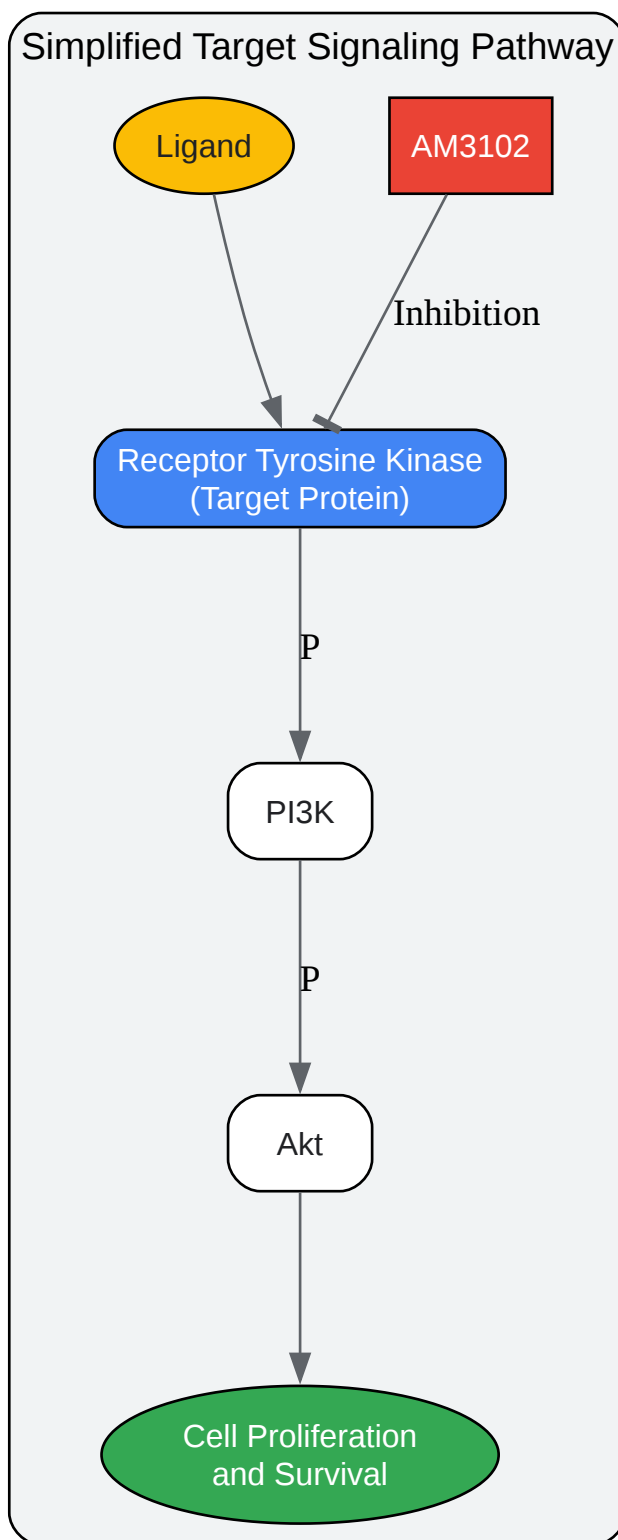 Simplified Target Signaling Pathway
Ligand
AM3102
Inhibition
Receptor Tyrosine Kinase
(Target Protein)
P
PI3K
P
Akt
Cell Proliferation
and Survival